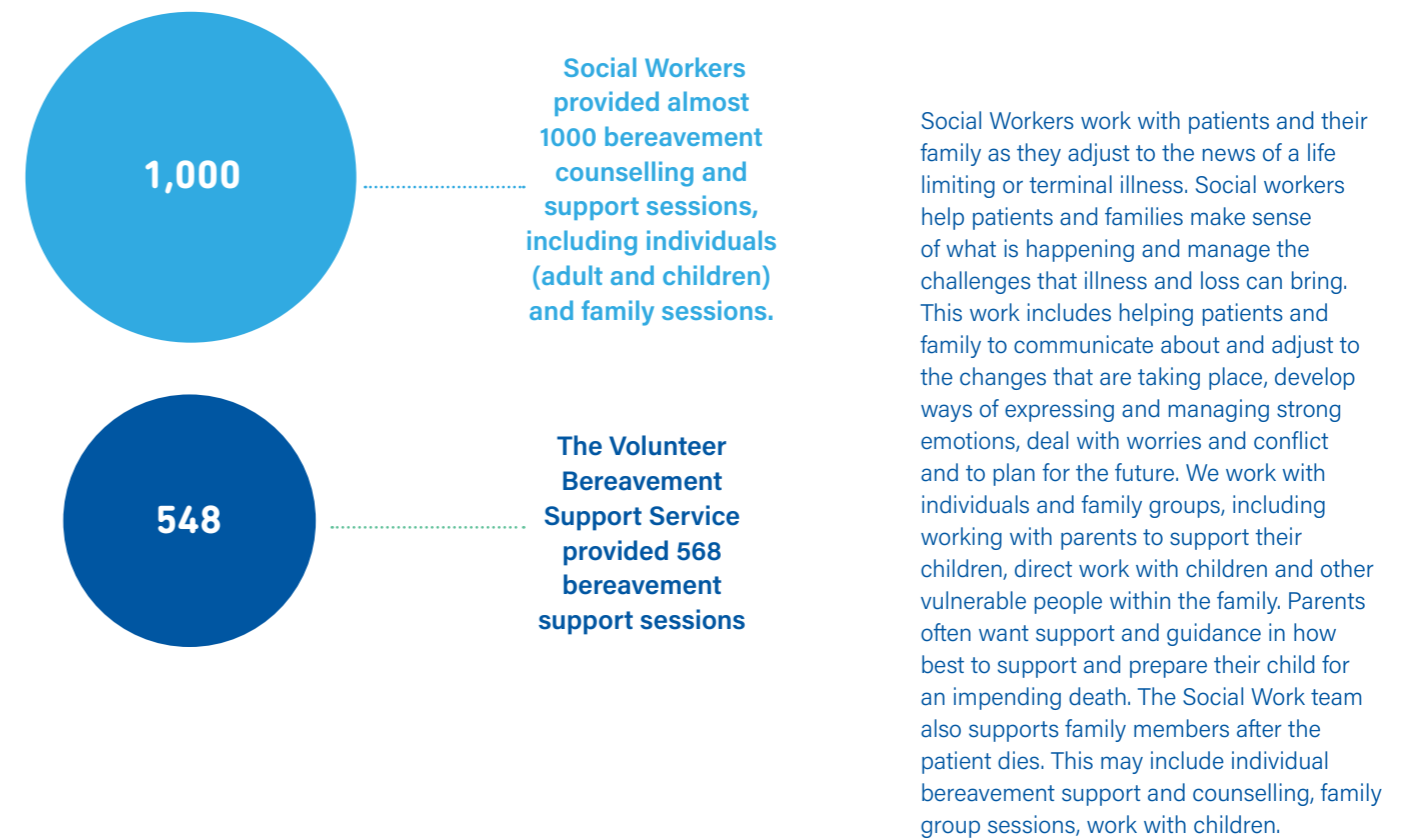 1,000
Social Workers
provided almost
1000 bereavement
counselling and
support sessions,
including individuals
(adult and children)
and family sessions.
548
The Volunteer
Bereavement
Support Service
provided 568
bereavement
support sessions
Social Workers work with patients and their
family as they adjust to the news of a life
limiting or terminal illness. Social workers
help patients and families make sense
of what is happening and manage the
challenges that illness and loss can bring.
This work includes helping patients and
family to communicate about and adjust to
the changes that are taking place, develop
ways of expressing and managing strong
emotions, deal with worries and conflict
and to plan for the future. We work with
individuals and family groups, including
working with parents to support their
children, direct work with children and other
vulnerable people within the family. Parents
often want support and guidance in how
best to support and prepare their child for
an impending death. The Social Work team
also supports family members after the
patient dies. This may include individual
bereavement support and counselling, family
group sessions, work with children.